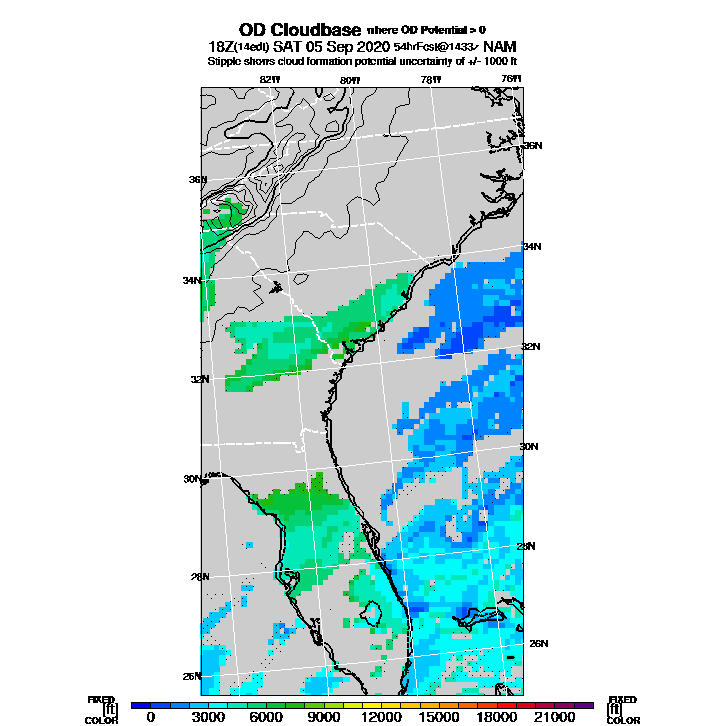 OD Cloudbase where OD Potential > 0
18Z(14edt) SAT 05 Sep 2020 54hrFcst@1433z NAM
Stipple shows cloud formation potential uncertainty of +/- 1000 ft
82W 80W 78W 76W
36N
36N
34N
34N
32N
32N
30N
30N
28N
28N
26N
26N
FIXED FIXED
[ft] [ft]
COLOR 0 3000 6000 9000 12000 15000 18000 21000 COLOR